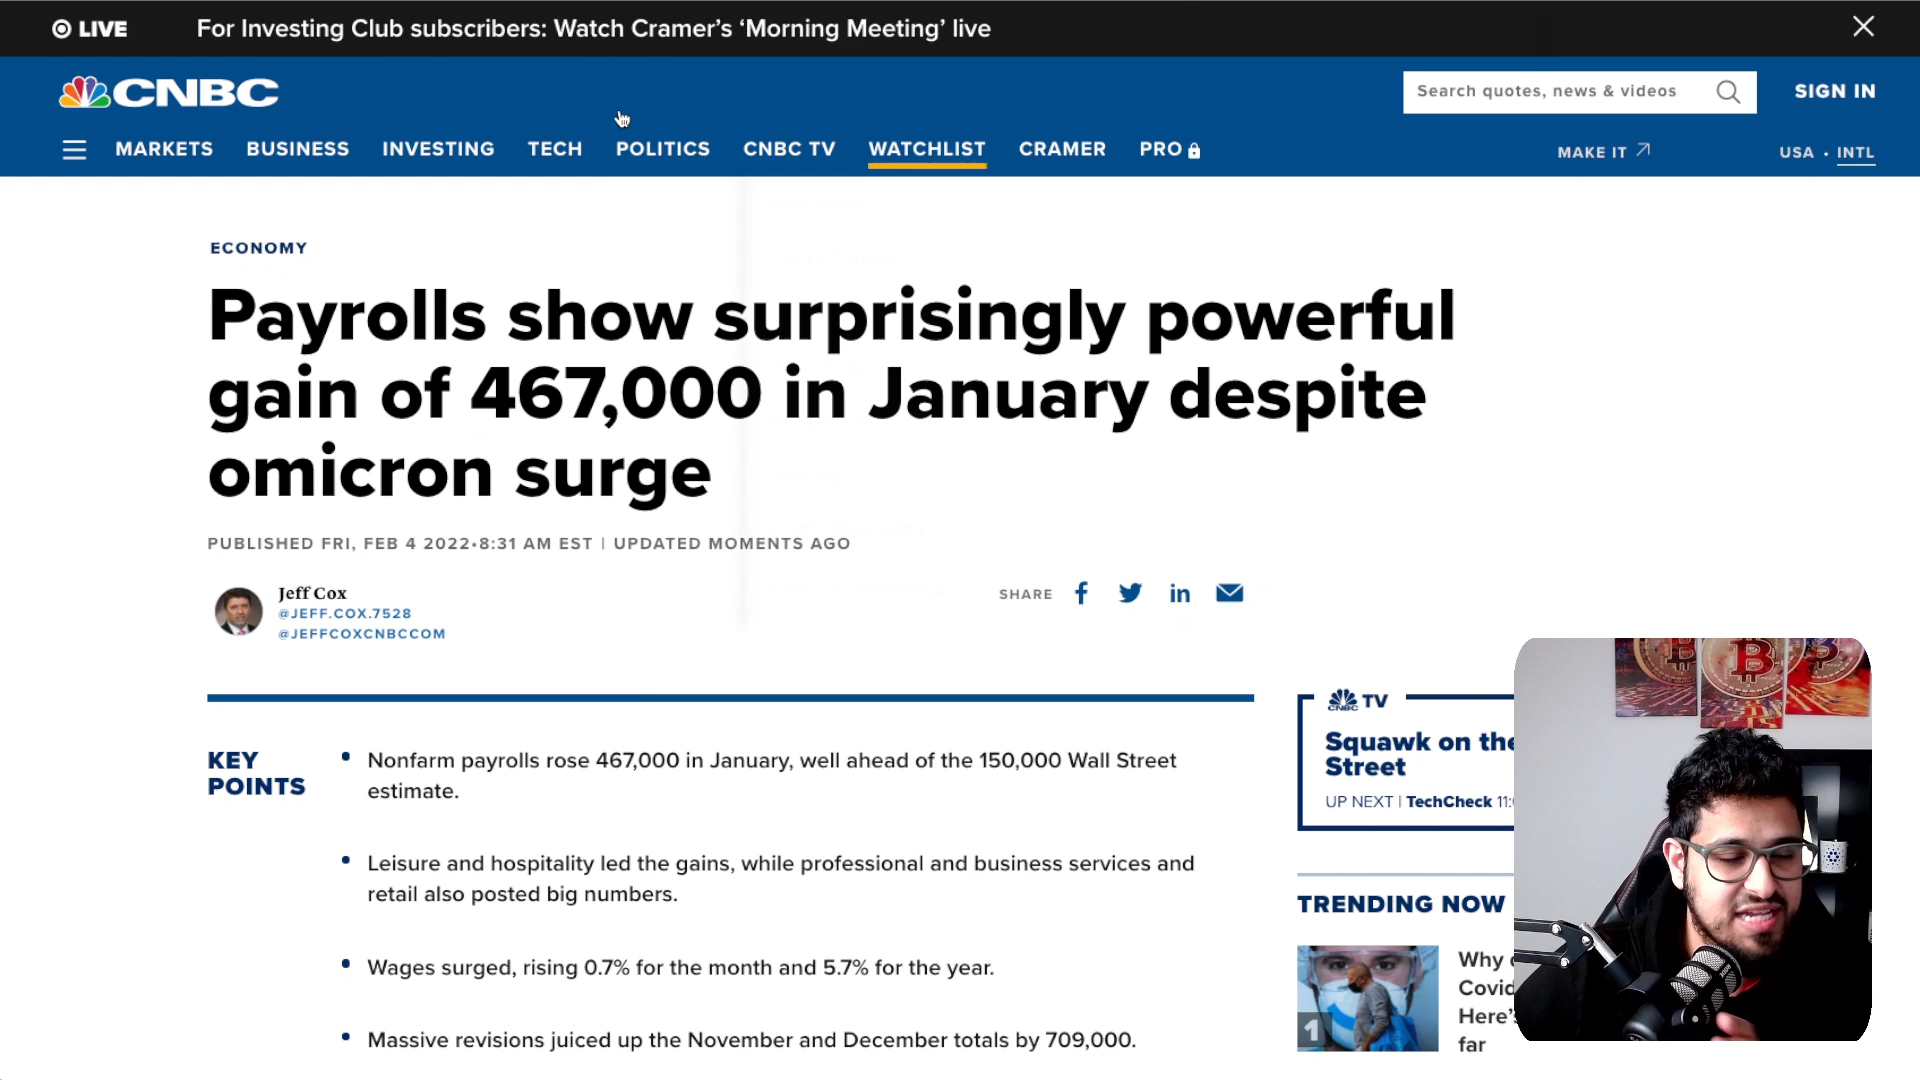 LIVE For Investing Club subscribers: Watch Cramer’s ‘Morning Meeting’ live
CNBC
Search quotes, news & videos
SIGN IN
MARKETS BUSINESS INVESTING TECH POLITICS CNBC TV WATCHLIST CRAMER PRO
MAKE IT
USA • INTL
ECONOMY
Payrolls show surprisingly powerful
gain of 467,000 in January despite
omicron surge
PUBLISHED FRI, FEB 4 2022•8:31 AM EST | UPDATED MOMENTS AGO
Jeff Cox
@JEFF.COX.7528
@JEFFCOXCNBCCOM
SHARE
KEY
POINTS
Nonfarm payrolls rose 467,000 in January, well ahead of the 150,000 Wall Street
estimate.
Leisure and hospitality led the gains, while professional and business services and
retail also posted big numbers.
Wages surged, rising 0.7% for the month and 5.7% for the year.
Massive revisions juiced up the November and December totals by 709,000.
CNBC TV
Squawk on the
Street
UP NEXT | TechCheck 11:
TRENDING NOW
1
Why
Covid
Here’s
far